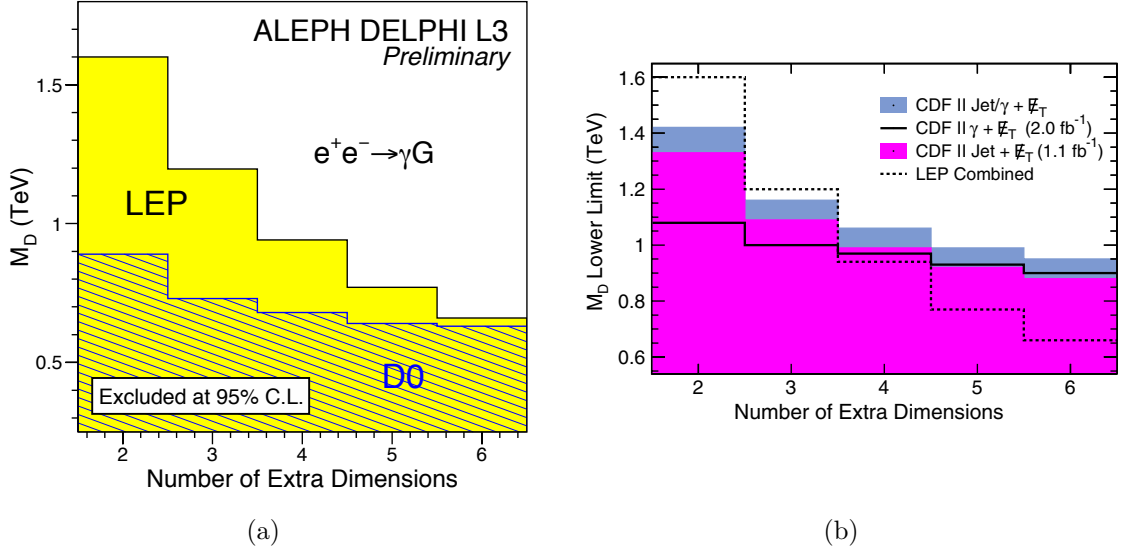 ALEPH DELPHI L3
Preliminary
e⁺e⁻→γG
LEP
D0
Excluded at 95% C.L.
M_D (TeV)
1.5
1
0.5
2 3 4 5 6
Number of Extra Dimensions
(a)
CDF II Jet/γ + E̸_T
CDF II γ + E̸_T (2.0 fb⁻¹)
CDF II Jet + E̸_T (1.1 fb⁻¹)
LEP Combined
M_D Lower Limit (TeV)
1.6
1.4
1.2
1
0.8
0.6
2 3 4 5 6
Number of Extra Dimensions
(b)